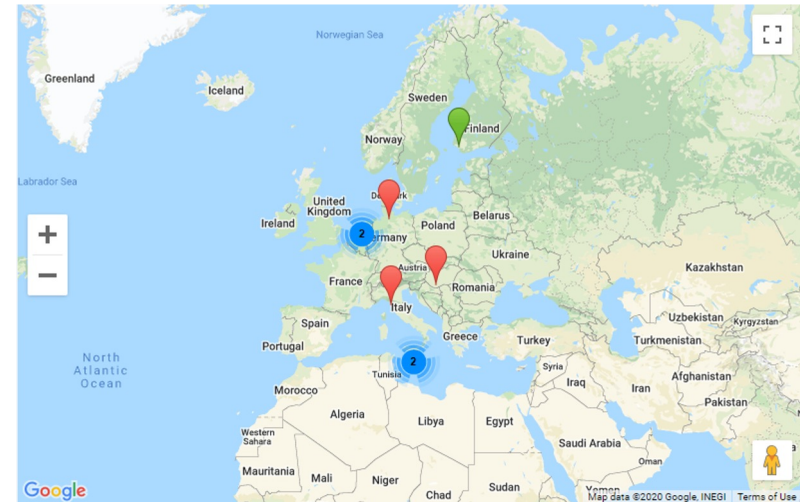 Norwegian Sea
Greenland
Iceland
Sweden
Finland
Norway
Labrador Sea
United
Kingdom
Ireland
Belarus
Poland
2
Ukraine
Austria
Kazakhstan
France
Romania
Italy
Uzbekistan
Kyrgyzstan
Spain
Greece
Turkey
Turkmenistan
Portugal
North
Atlantic
Ocean
2
Tunisia
Syria
Afghanistan
Iraq
Iran
Morocco
Pakistan
Algeria
Libya
Egypt
Western
Sahara
Saudi Arabia
Oman
Mauritania
Mali
Niger
Sudan
Chad
Yemen
Google
Map data ©2020 Google, INEGI
Terms of Use